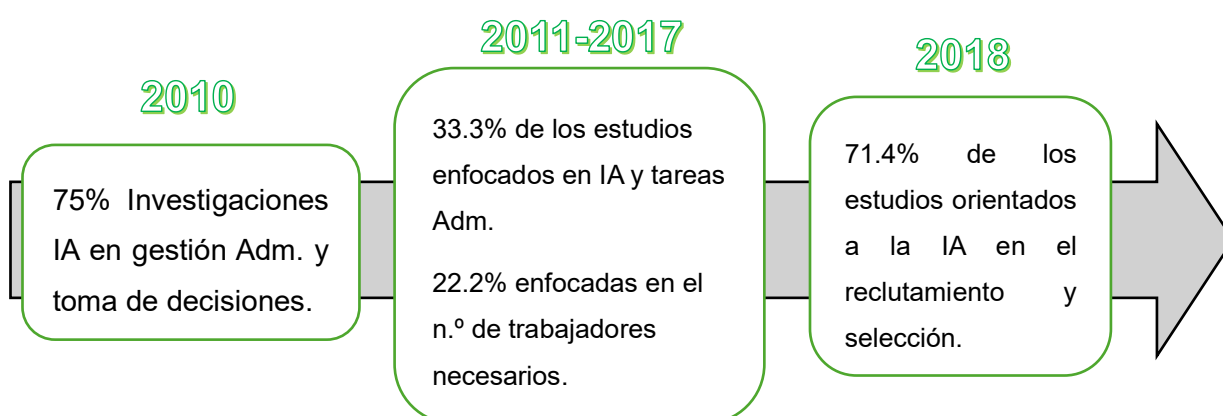 2010
75% Investigaciones
IA en gestión Adm. y
toma de decisiones.
2011-2017
33.3% de los estudios
enfocados en IA y tareas
Adm.
22.2% enfocadas en el
n.º de trabajadores
necesarios.
2018
71.4% de los
estudios orientados
a la IA en el
reclutamiento y
selección.